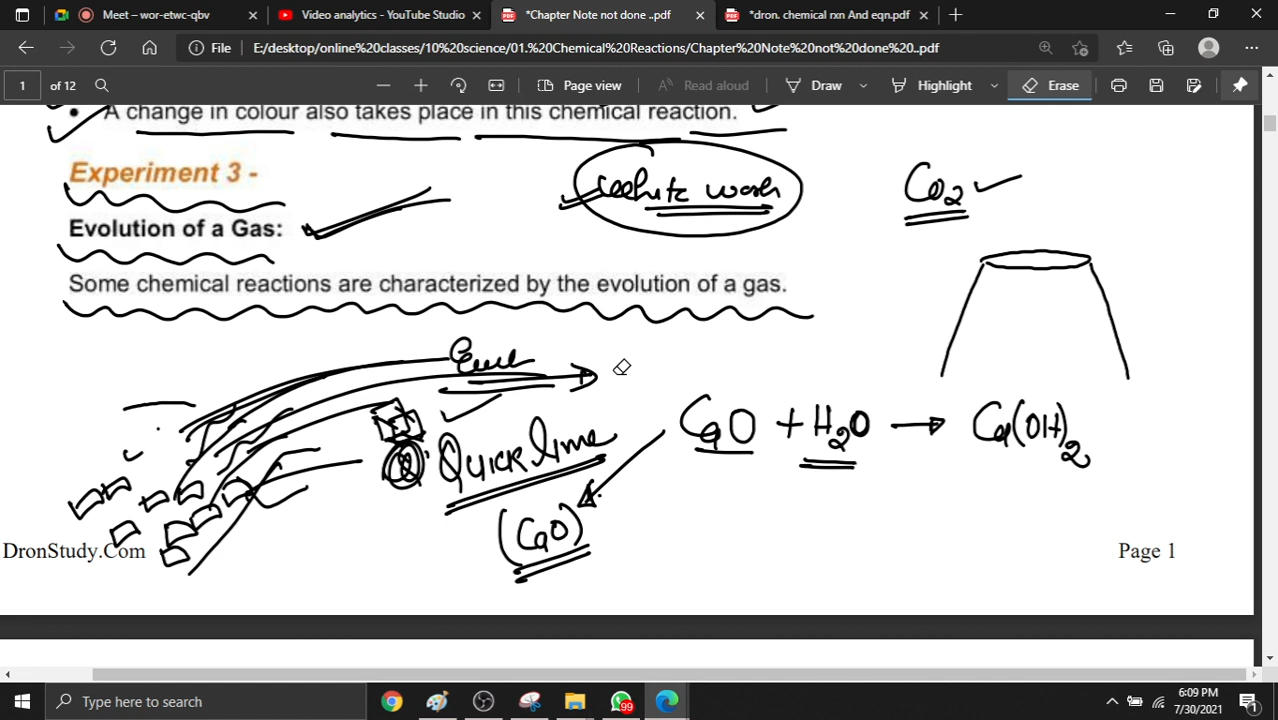 Meet – wor-etwc-qbv
Video analytics - YouTube Studio
*Chapter Note not done ..pdf
*dron. chemical rxn And eqn.pdf
File
E:/desktop/online%20classes/10%20science/01.%20Chemical%20Reactions/Chapter%20Note%20not%20done%20..pdf
1 of 12
Page view
Read aloud
Draw
Highlight
Erase
• A change in colour also takes place in this chemical reaction.
Experiment 3 -
white wash
CO2
Evolution of a Gas:
Some chemical reactions are characterized by the evolution of a gas.
CaO + H2O → Ca(OH)2
Quick lime
(CaO)
DronStudy.Com
Page 1
Type here to search
99
6:09 PM
7/30/2021
1